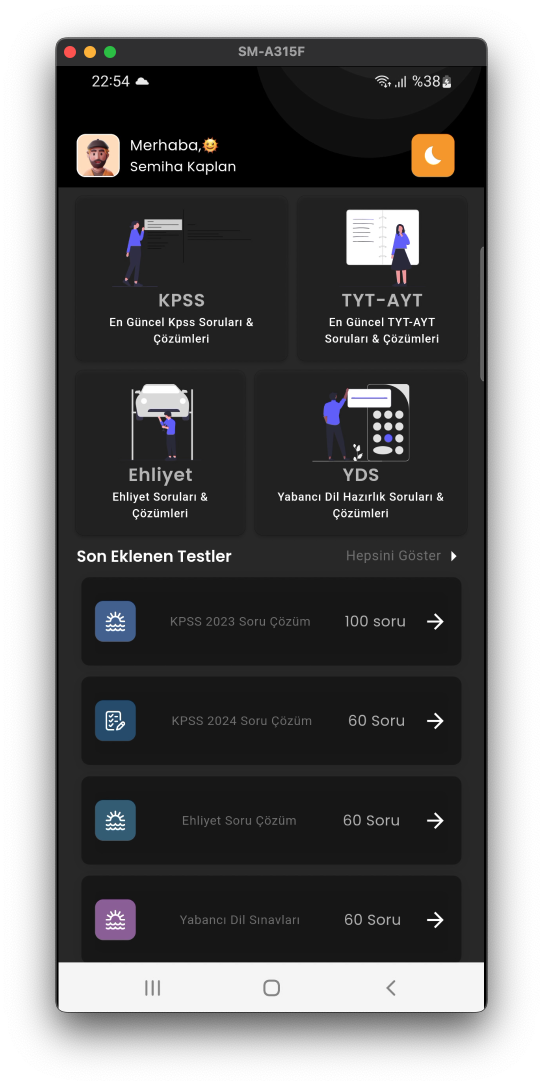 SM-A315F
22:54
%38
Merhaba,🌞
Semiha Kaplan
KPSS
En Güncel Kpss Soruları &
Çözümleri
TYT-AYT
En Güncel TYT-AYT
Soruları & Çözümleri
Ehliyet
Ehliyet Soruları &
Çözümleri
YDS
Yabancı Dil Hazırlık Soruları &
Çözümleri
Son Eklenen Testler
Hepsini Göster
KPSS 2023 Soru Çözüm
100 soru
KPSS 2024 Soru Çözüm
60 Soru
Ehliyet Soru Çözüm
60 Soru
Yabancı Dil Sınavları
60 Soru